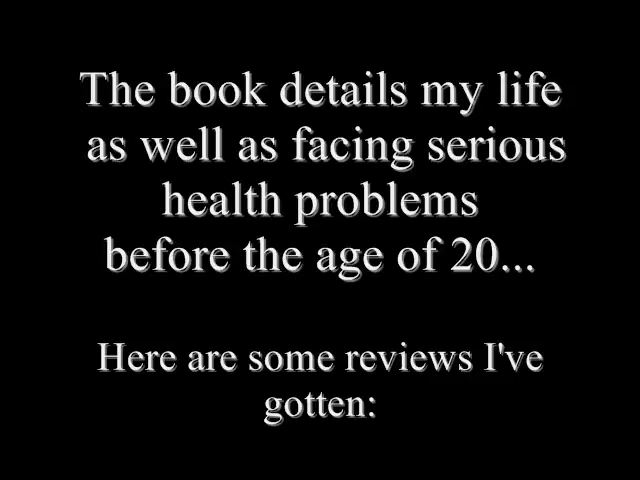 The book details my life
as well as facing serious
health problems
before the age of 20...
Here are some reviews I've
gotten: